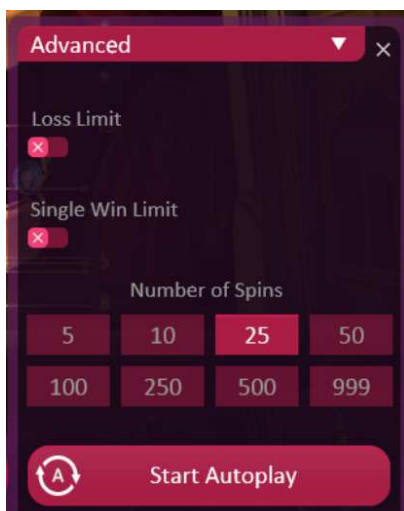 Advanced
Loss Limit
Single Win Limit
Number of Spins
5 10 25 50
100 250 500 999
A Start Autoplay